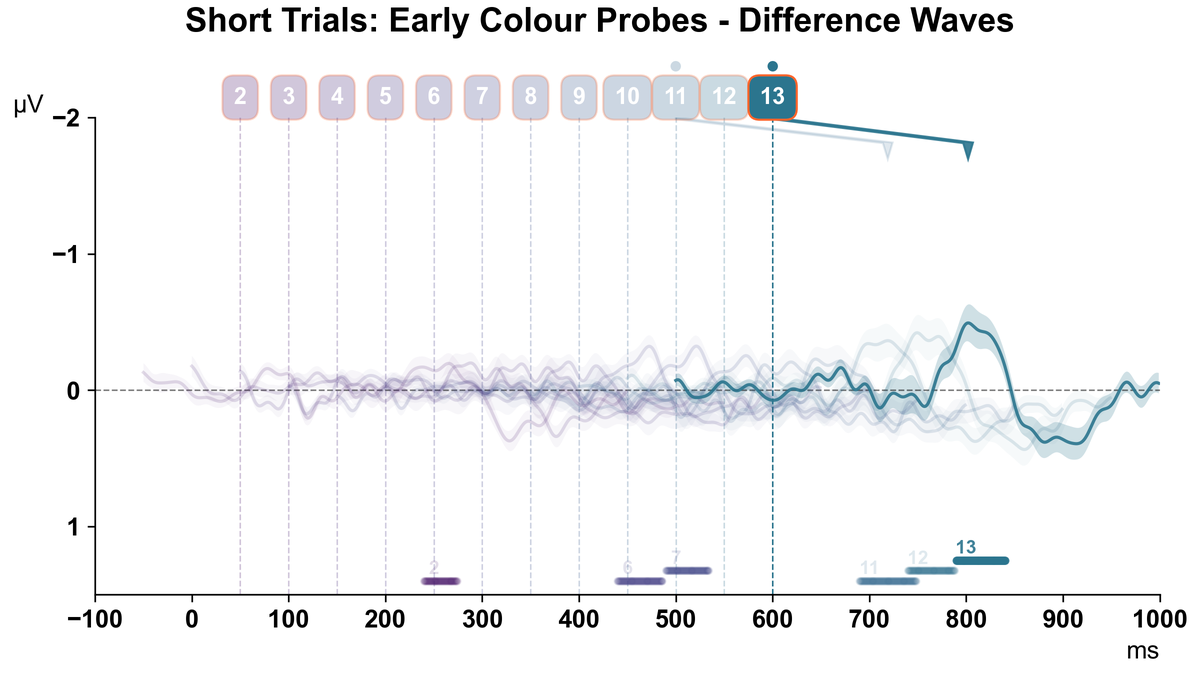 Short Trials: Early Colour Probes - Difference Waves
2 3 4 5 6 7 8 9 10 11 12 13
µV
−2
−1
0
1
2 6 7 11 12 13
−100 0 100 200 300 400 500 600 700 800 900 1000
ms